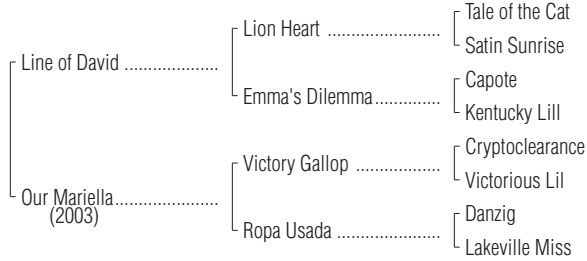 Tale of the Cat
Lion Heart ....................
Satin Sunrise
Line of David .................
Capote
Emma's Dilemma............
Kentucky Lill
Cryptoclearance
Victory Gallop ...............
Victorious Lil
Our Mariella...................
(2003)
Danzig
Ropa Usada ..................
Lakeville Miss